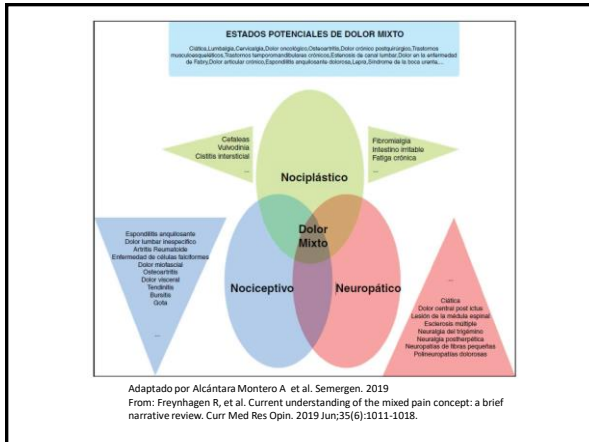 ESTADOS POTENCIALES DE DOLOR MIXTO
Ciática,Lumbalgia,Cervicalgia,Dolor oncológico,Osteoartritis,Dolor crónico postquirúrgico,Trastornos
musculoesqueléticos,Trastornos temporomandibulares crónicos,Estenosis de canal lumbar,Dolor en la enfermedad
de Fabry,Dolor articular crónico,Espondilitis anquilosante dolorosa,Lepra,Síndrome de la boca urente,...
Cefaleas
Vulvodinia
Cistitis intersticial
...
Fibromialgia
Intestino irritable
Fatiga crónica
...
Nociplástico
Dolor
Mixto
Nociceptivo
Neuropático
Espondilitis anquilosante
Dolor lumbar inespecífico
Artritis Reumatoide
Enfermedad de células falciformes
Dolor miofascial
Osteoartritis
Dolor visceral
Tendinitis
Bursitis
Gota
...
...
Ciática
Dolor central post ictus
Lesión de la médula espinal
Esclerosis múltiple
Neuralgia del trigémino
Neuralgia postherpética
Neuropatías de fibras pequeñas
Polineuropatías dolorosas
Adaptado por Alcántara Montero A et al. Semergen. 2019
From: Freynhagen R, et al. Current understanding of the mixed pain concept: a brief
narrative review. Curr Med Res Opin. 2019 Jun;35(6):1011-1018.